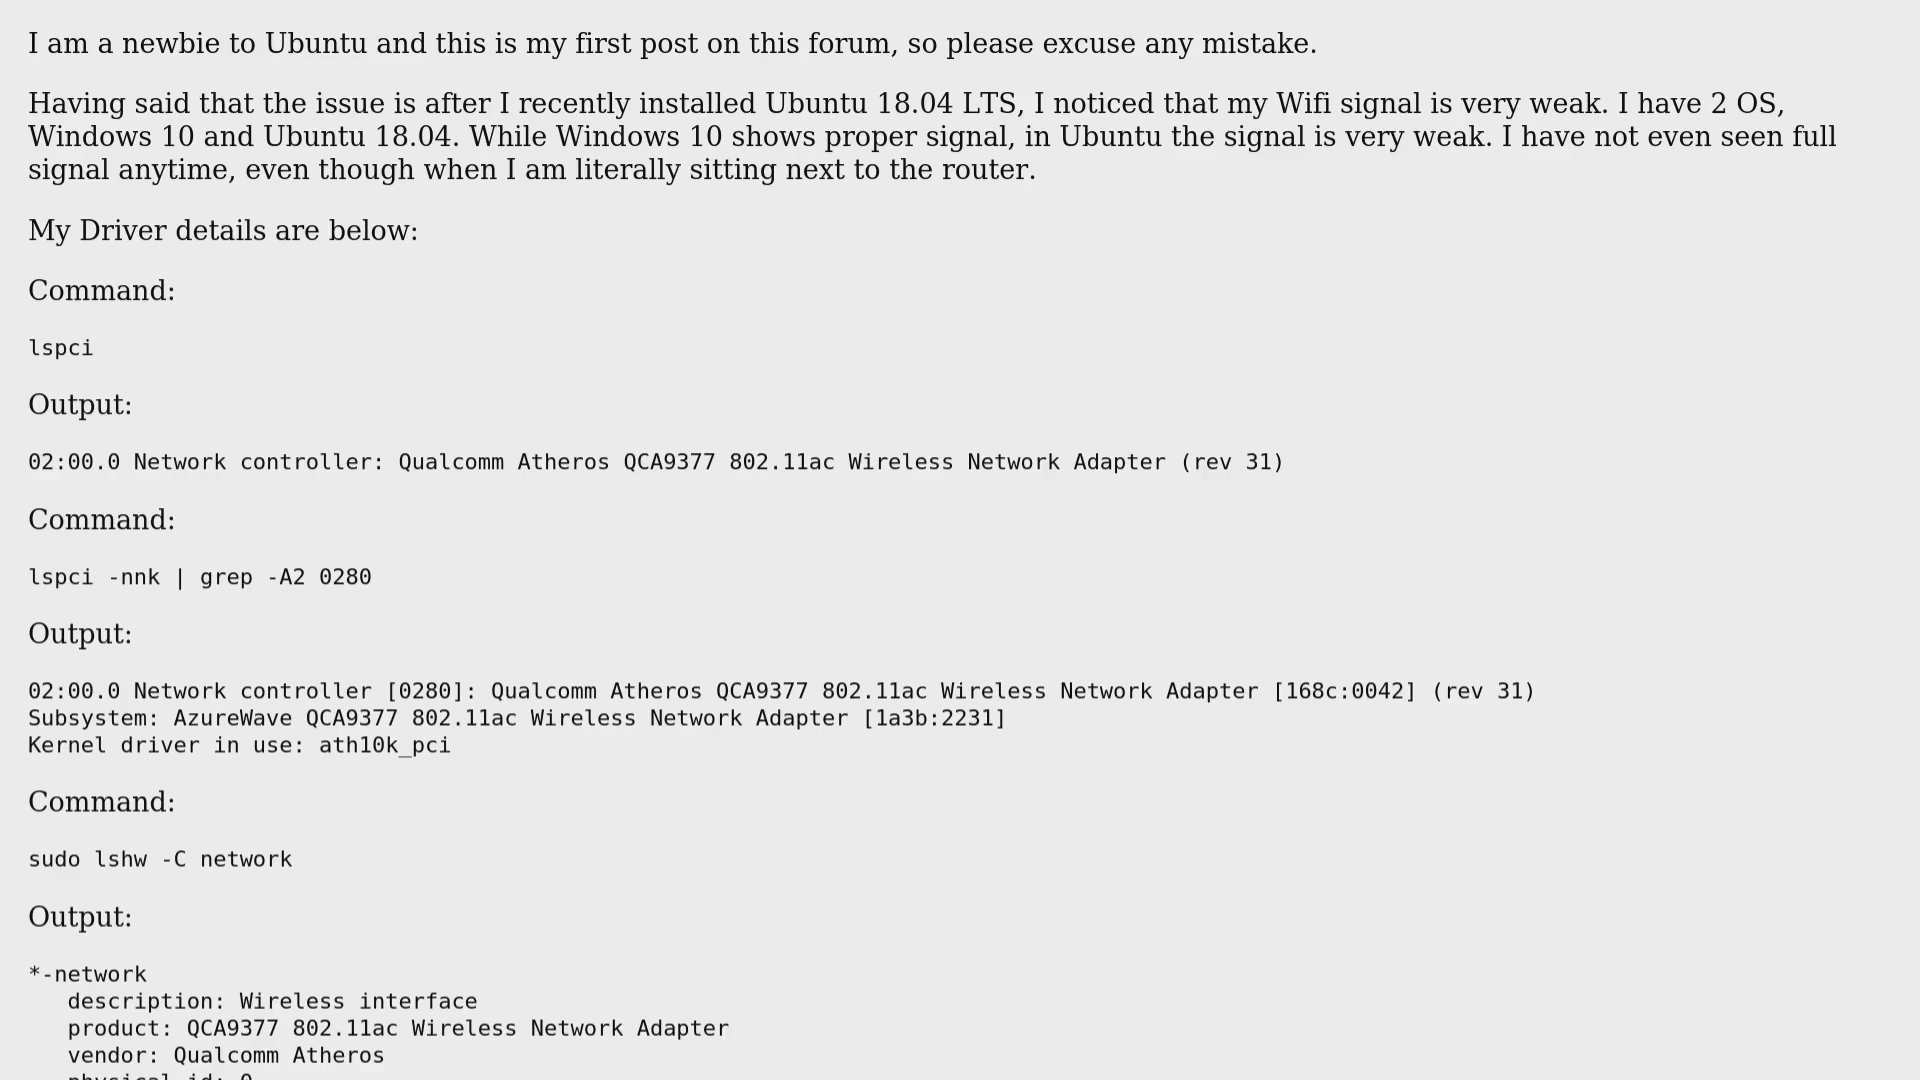 I am a newbie to Ubuntu and this is my first post on this forum, so please excuse any mistake.
Having said that the issue is after I recently installed Ubuntu 18.04 LTS, I noticed that my Wifi signal is very weak. I have 2 OS,
Windows 10 and Ubuntu 18.04. While Windows 10 shows proper signal, in Ubuntu the signal is very weak. I have not even seen full
signal anytime, even though when I am literally sitting next to the router.
My Driver details are below:
Command:
lspci
Output:
02:00.0 Network controller: Qualcomm Atheros QCA9377 802.11ac Wireless Network Adapter (rev 31)
Command:
lspci -nnk | grep -A2 0280
Output:
02:00.0 Network controller [0280]: Qualcomm Atheros QCA9377 802.11ac Wireless Network Adapter [168c:0042] (rev 31)
Subsystem: AzureWave QCA9377 802.11ac Wireless Network Adapter [1a3b:2231]
Kernel driver in use: ath10k_pci
Command:
sudo lshw -C network
Output:
*-network
description: Wireless interface
product: QCA9377 802.11ac Wireless Network Adapter
vendor: Qualcomm Atheros
physical id: 0